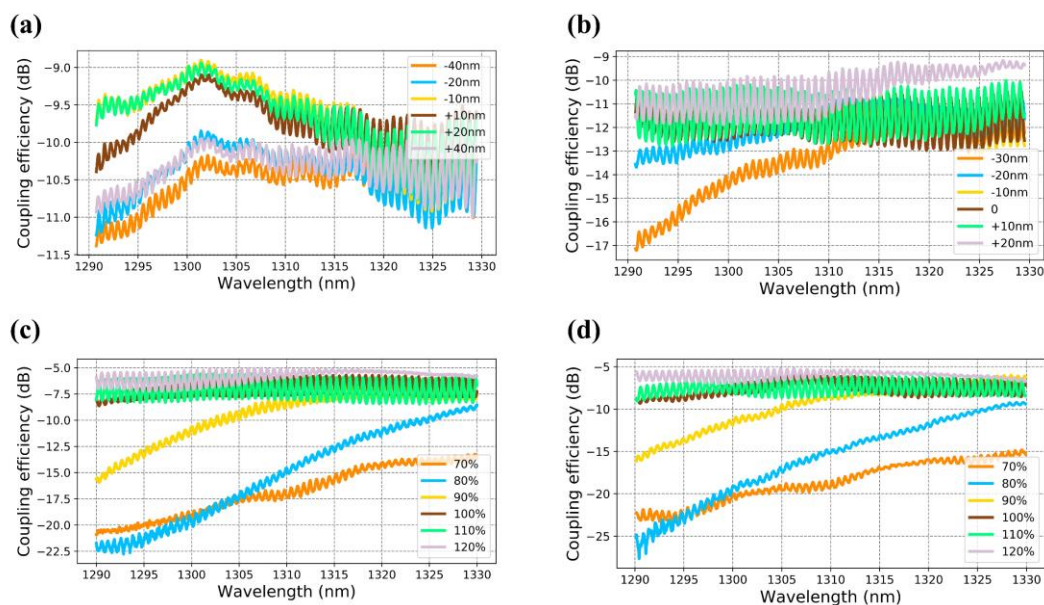 (a)
Coupling efficiency (dB)
−9.0
−9.5
−10.0
−10.5
−11.0
−11.5
1290 1295 1300 1305 1310 1315 1320 1325 1330
Wavelength (nm)
-40nm
-20nm
-10nm
+10nm
+20nm
+40nm
(b)
Coupling efficiency (dB)
−9
−10
−11
−12
−13
−14
−15
−16
−17
1290 1295 1300 1305 1310 1315 1320 1325 1330
Wavelength (nm)
-30nm
-20nm
-10nm
0
+10nm
+20nm
(c)
Coupling efficiency (dB)
−5.0
−7.5
−10.0
−12.5
−15.0
−17.5
−20.0
−22.5
1290 1295 1300 1305 1310 1315 1320 1325 1330
Wavelength (nm)
70%
80%
90%
100%
110%
120%
(d)
Coupling efficiency (dB)
−5
−10
−15
−20
−25
1290 1295 1300 1305 1310 1315 1320 1325 1330
Wavelength (nm)
70%
80%
90%
100%
110%
120%